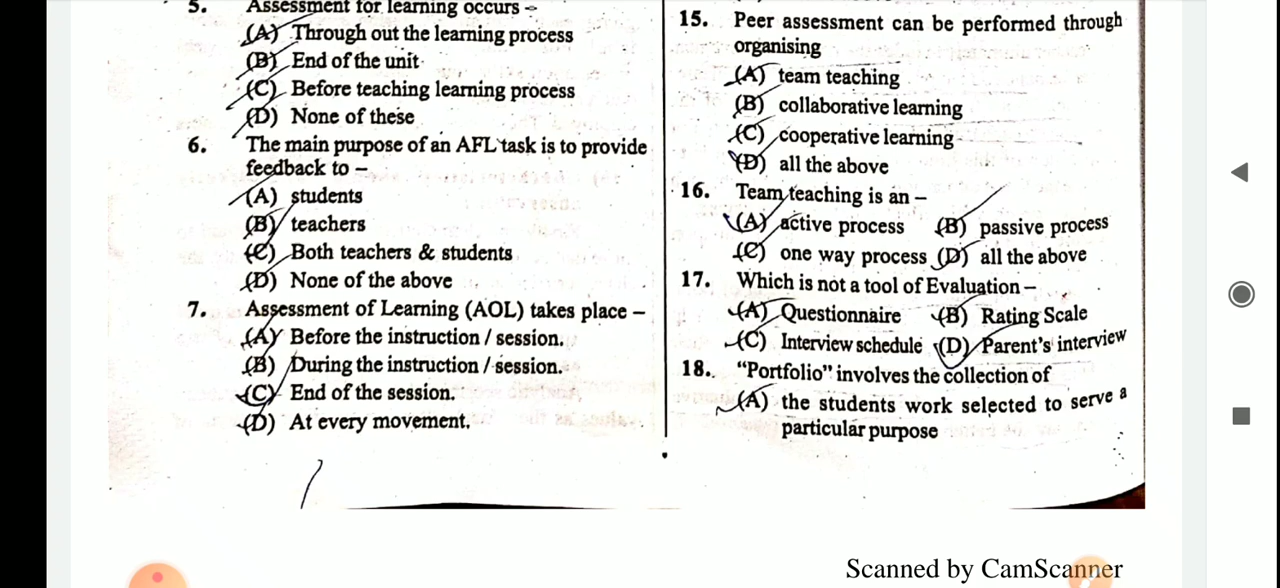 5. Assessment for learning occurs –
(A) Through out the learning process
(B) End of the unit
(C) Before teaching learning process
(D) None of these
6. The main purpose of an AFL task is to provide
feedback to –
(A) students
(B) teachers
(C) Both teachers & students
(D) None of the above
7. Assessment of Learning (AOL) takes place –
(A) Before the instruction / session.
(B) During the instruction / session.
(C) End of the session.
(D) At every movement.
15. Peer assessment can be performed through
organising
(A) team teaching
(B) collaborative learning
(C) cooperative learning
(D) all the above
16. Team teaching is an –
(A) active process (B) passive process
(C) one way process (D) all the above
17. Which is not a tool of Evaluation –
(A) Questionnaire (B) Rating Scale
(C) Interview schedule (D) Parent's interview
18. "Portfolio" involves the collection of
(A) the students work selected to serve a
particular purpose
Scanned by CamScanner